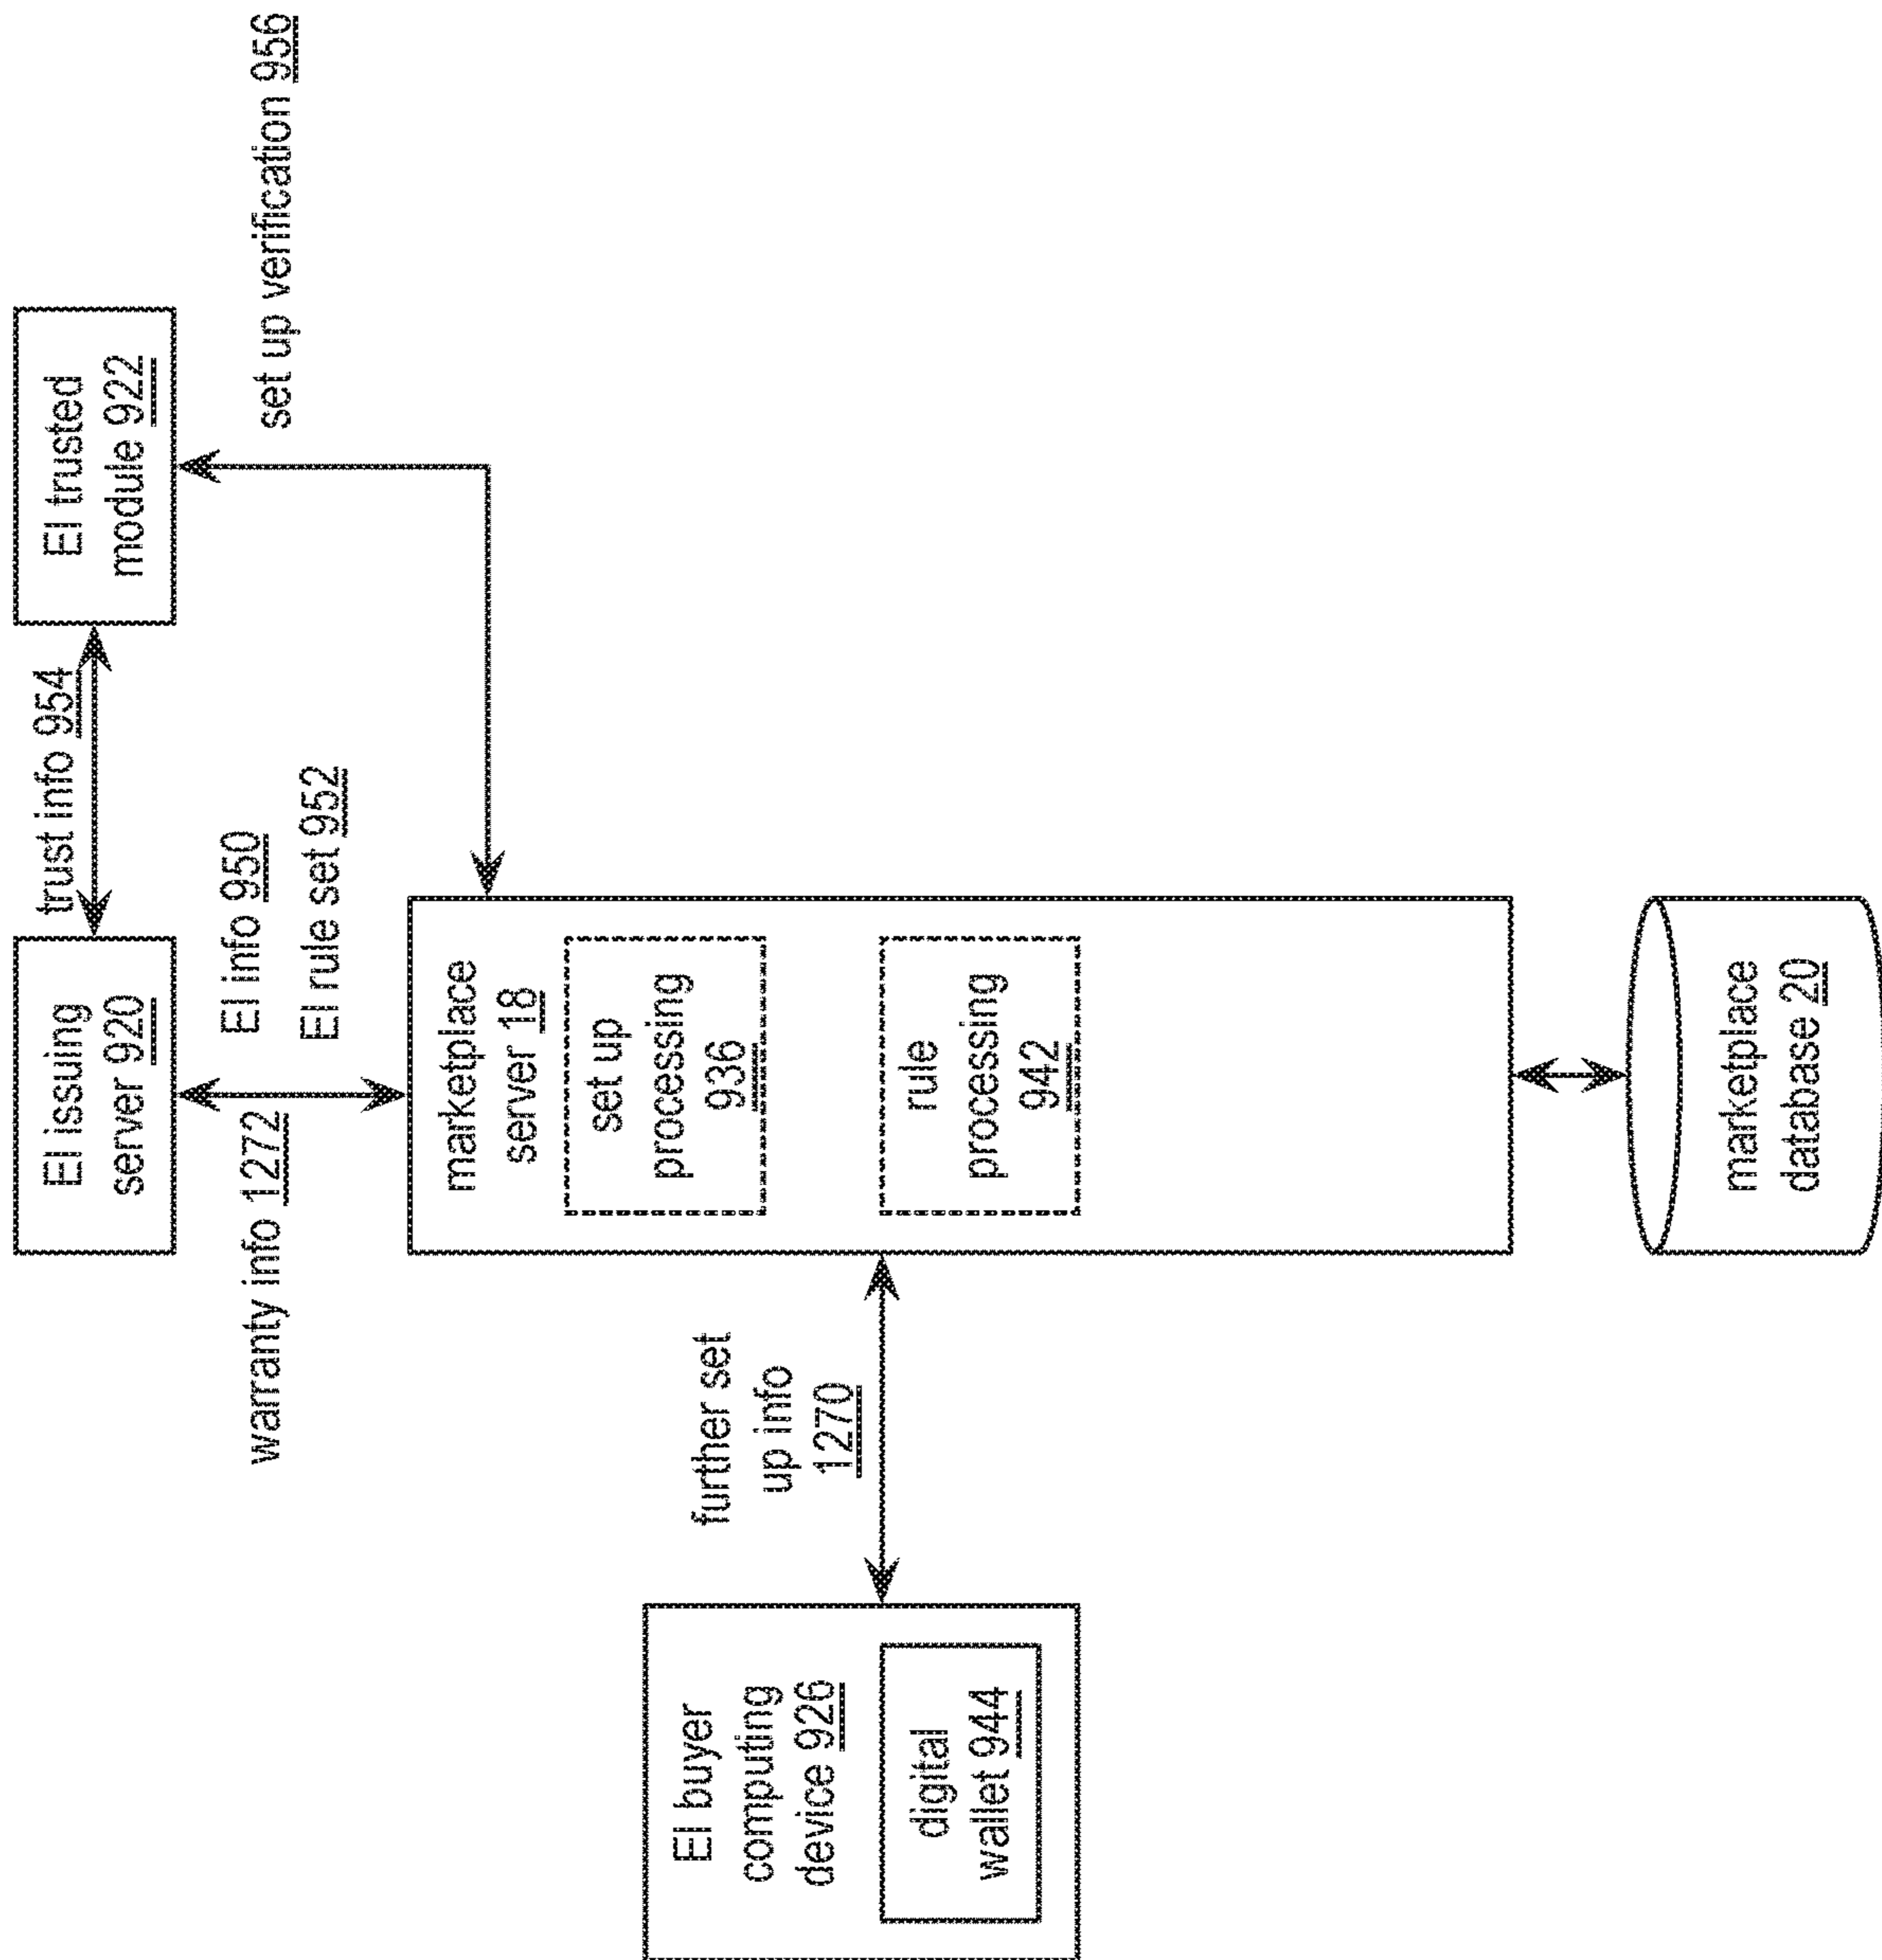 EI issuing
server 920
trust info 954
EI trusted
module 922
warranty info 1272
EI info 950
EI rule set 952
set up verification 956
marketplace
server 18
set up
processing
936
rule
processing
942
further set
up info
1270
EI buyer
computing
device 926
digital
wallet 944
marketplace
database 20